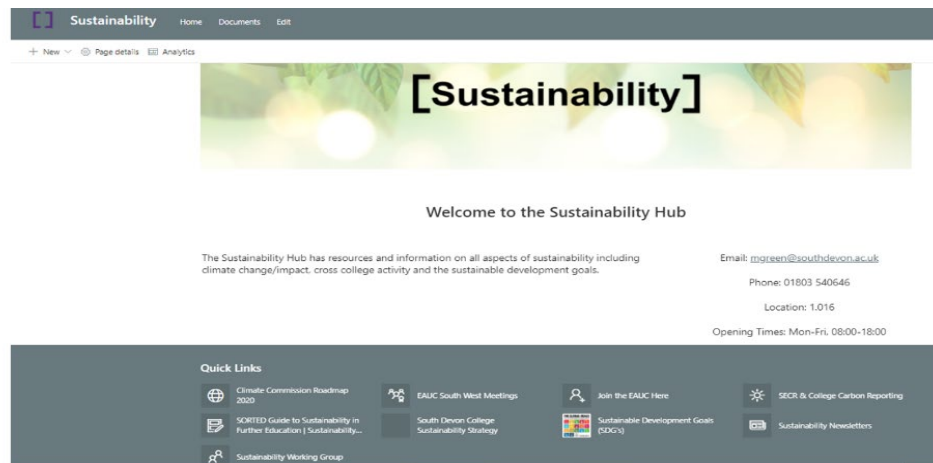 [ ] Sustainability Home Documents Edit
+ New Page details Analytics
[Sustainability]
Welcome to the Sustainability Hub
The Sustainability Hub has resources and information on all aspects of sustainability including
climate change/impact, cross college activity and the sustainable development goals.
Email: mgreen@southdevon.ac.uk
Phone: 01803 540646
Location: 1.016
Opening Times: Mon-Fri, 08:00-18:00
Quick Links
Climate Commission Roadmap
2020
EAUC South West Meetings
Join the EAUC Here
SECR & College Carbon Reporting
SORTED Guide to Sustainability in
Further Education | Sustainability...
South Devon College
Sustainability Strategy
Sustainable Development Goals
(SDG's)
Sustainability Newsletters
Sustainability Working Group